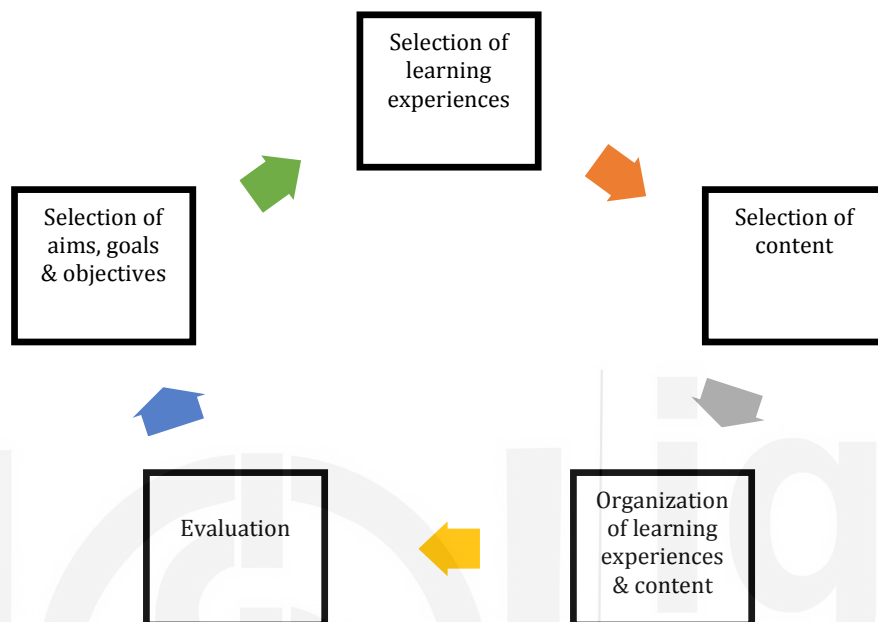 Selection of
learning
experiences
Selection of
aims, goals
& objectives
Selection of
content
Evaluation
Organization
of learning
experiences
& content